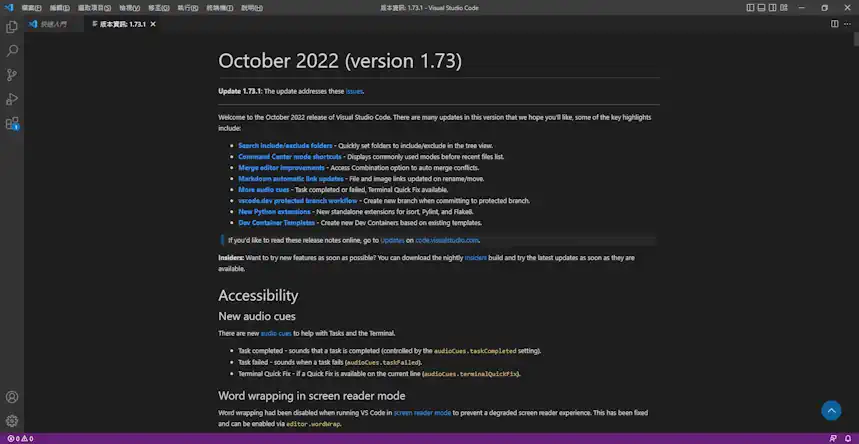 檔案(F) 編輯(E) 選取項目(S) 檢視(V) 移至(G) 執行(R) 終端機(T) 說明(H) 版本資訊: 1.73.1 - Visual Studio Code
快速入門 版本資訊: 1.73.1
October 2022 (version 1.73)
Update 1.73.1: The update addresses these issues.
Welcome to the October 2022 release of Visual Studio Code. There are many updates in this version that we hope you'll like, some of the key highlights
include:
• Search include/exclude folders - Quickly set folders to include/exclude in the tree view.
• Command Center mode shortcuts - Displays commonly used modes before recent files list.
• Merge editor improvements - Access Combination option to auto merge conflicts.
• Markdown automatic link updates - File and image links updated on rename/move.
• More audio cues - Task completed or failed, Terminal Quick Fix available.
• vscode.dev protected branch workflow - Create new branch when committing to protected branch.
• New Python extensions - New standalone extensions for isort, Pylint, and Flake8.
• Dev Container Templates - Create new Dev Containers based on existing templates.
If you'd like to read these release notes online, go to Updates on code.visualstudio.com.
Insiders: Want to try new features as soon as possible? You can download the nightly Insiders build and try the latest updates as soon as they are
available.
Accessibility
New audio cues
There are new audio cues to help with Tasks and the Terminal.
• Task completed - sounds that a task is completed (controlled by the audioCues.taskCompleted setting).
• Task failed - sounds when a task fails (audioCues.taskFailed).
• Terminal Quick Fix - if a Quick Fix is available on the current line (audioCues.terminalQuickFix).
Word wrapping in screen reader mode
Word wrapping had been disabled when running VS Code in screen reader mode to prevent a degraded screen reader experience. This has been fixed
and can be enabled via editor.wordWrap.
0 0